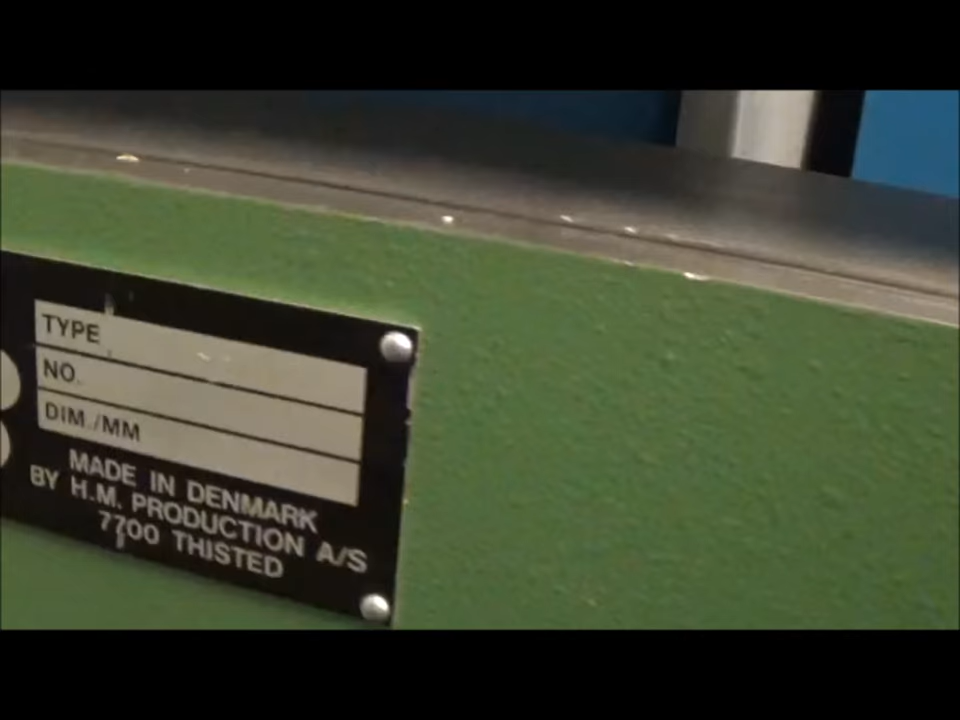 TYPE
NO.
DIM./MM
MADE IN DENMARK
BY H.M. PRODUCTION A/S
7700 THISTED